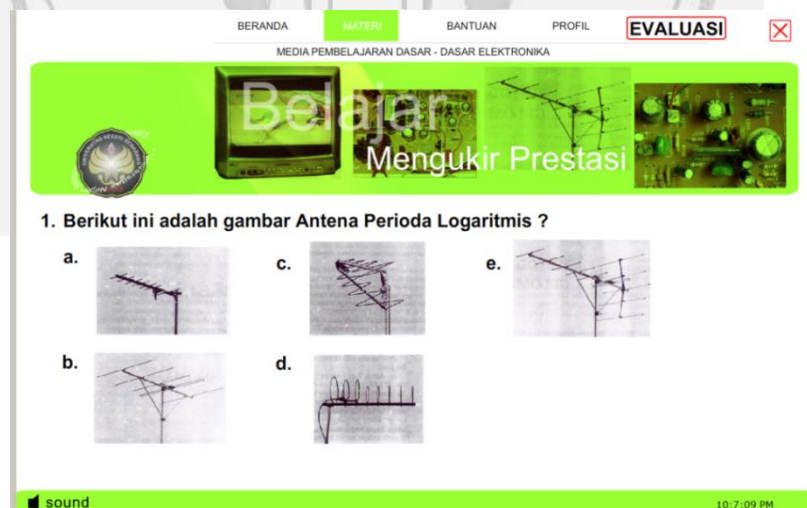 BERANDA MATERI BANTUAN PROFIL EVALUASI
MEDIA PEMBELAJARAN DASAR - DASAR ELEKTRONIKA
Belajar
Mengukir Prestasi
1. Berikut ini adalah gambar Antena Perioda Logaritmis ?
a. c. e.
b. d.
sound 10:7:09 PM